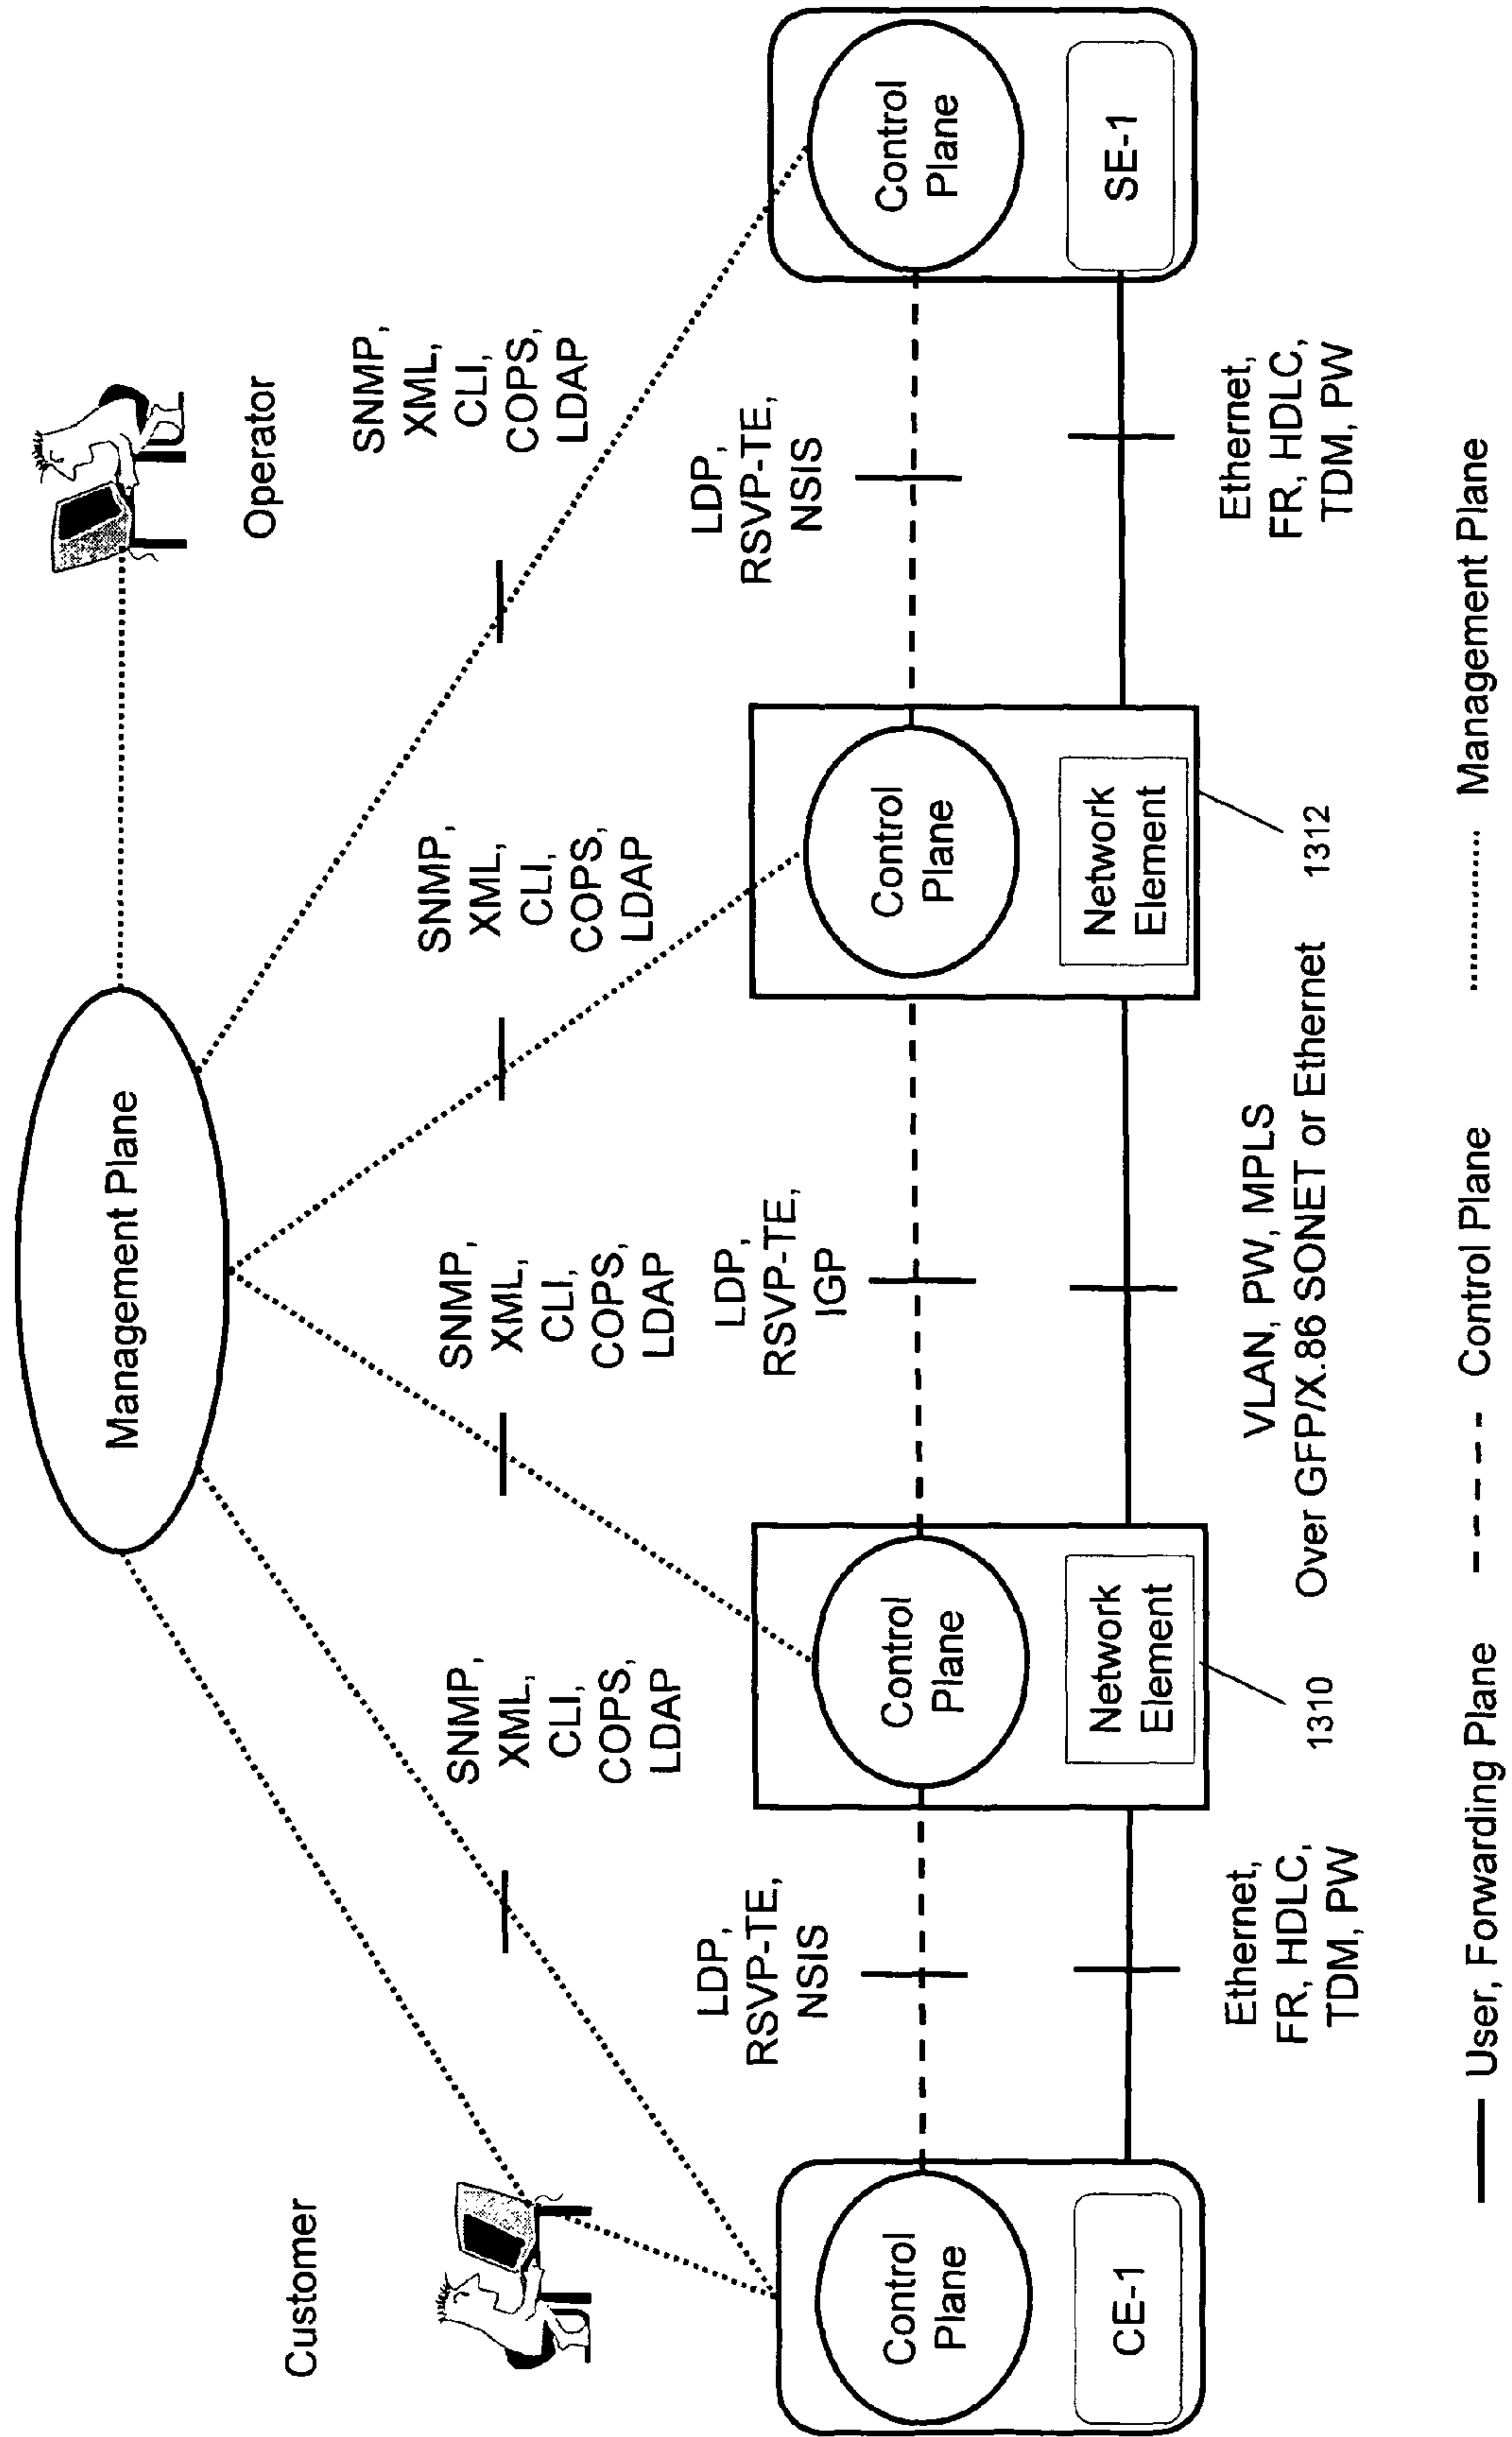 Management Plane
Operator
Customer
SNMP,
XML,
CLI,
COPS,
LDAP
SNMP,
XML,
CLI,
COPS,
LDAP
SNMP,
XML,
CLI,
COPS,
LDAP
SNMP,
XML,
CLI,
COPS,
LDAP
LDP,
RSVP-TE,
NSIS
LDP,
RSVP-TE,
IGP
LDP,
RSVP-TE,
NSIS
Control
Plane
CE-1
Control
Plane
Network
Element
Control
Plane
Network
Element
Control
Plane
SE-1
Ethernet,
FR, HDLC,
TDM, PW
1310
VLAN, PW, MPLS
Over GFP/X.86 SONET or Ethernet
1312
Ethernet,
FR, HDLC,
TDM, PW
User, Forwarding Plane
Control Plane
Management Plane